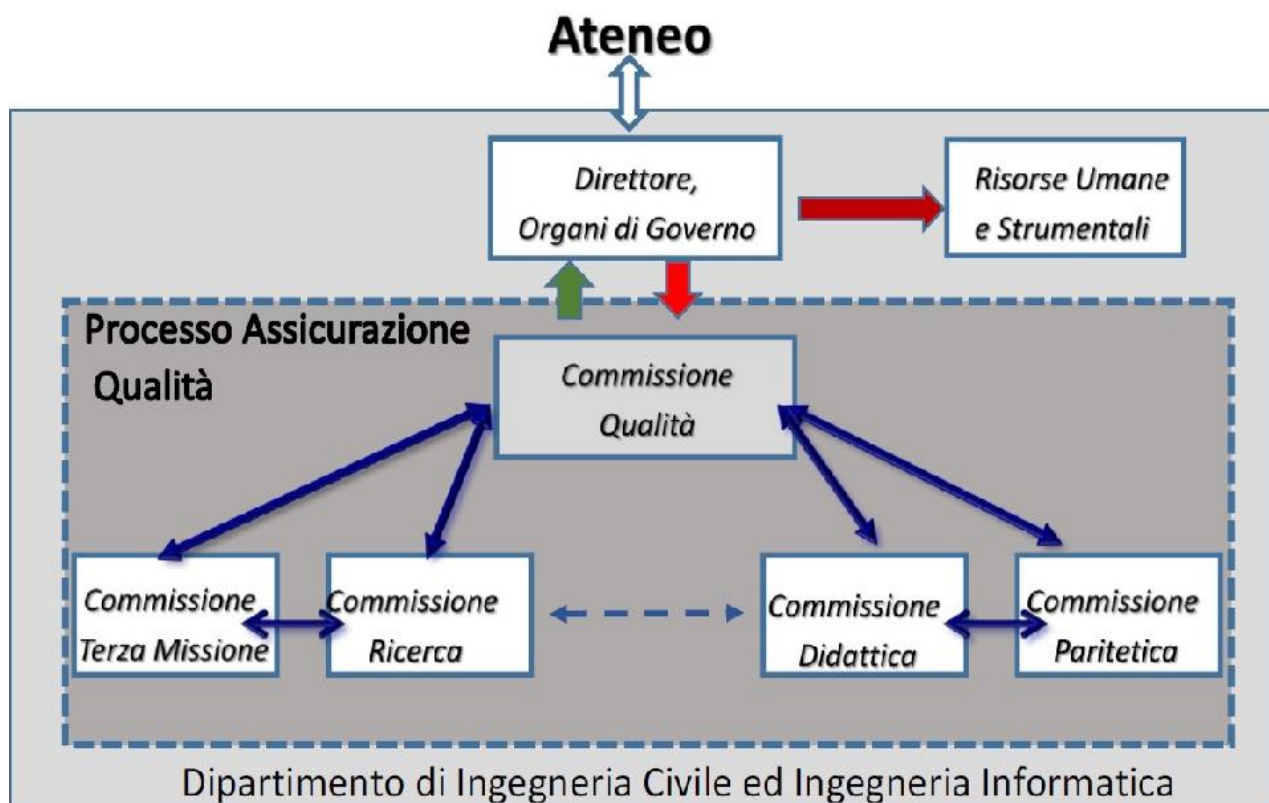 Ateneo
Direttore,
Organi di Governo
Risorse Umane
e Strumentali
Processo Assicurazione
Qualità
Commissione
Qualità
Commissione
Terza Missione
Commissione
Ricerca
Commissione
Didattica
Commissione
Paritetica
Dipartimento di Ingegneria Civile ed Ingegneria Informatica